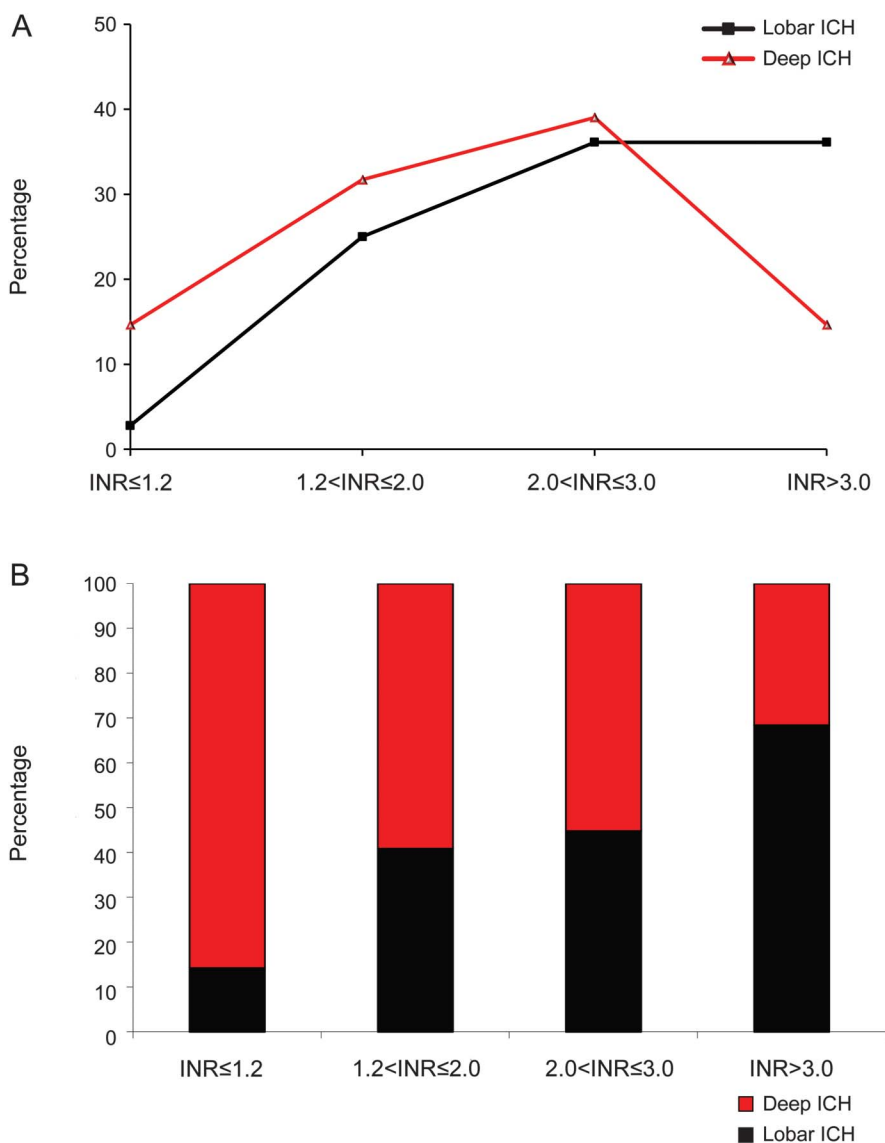 A
Percentage
50
40
30
20
10
0
Lobar ICH
Deep ICH
INR≤1.2
1.2<INR≤2.0
2.0<INR≤3.0
INR>3.0
B
Percentage
100
90
80
70
60
50
40
30
20
10
0
INR≤1.2
1.2<INR≤2.0
2.0<INR≤3.0
INR>3.0
Deep ICH
Lobar ICH